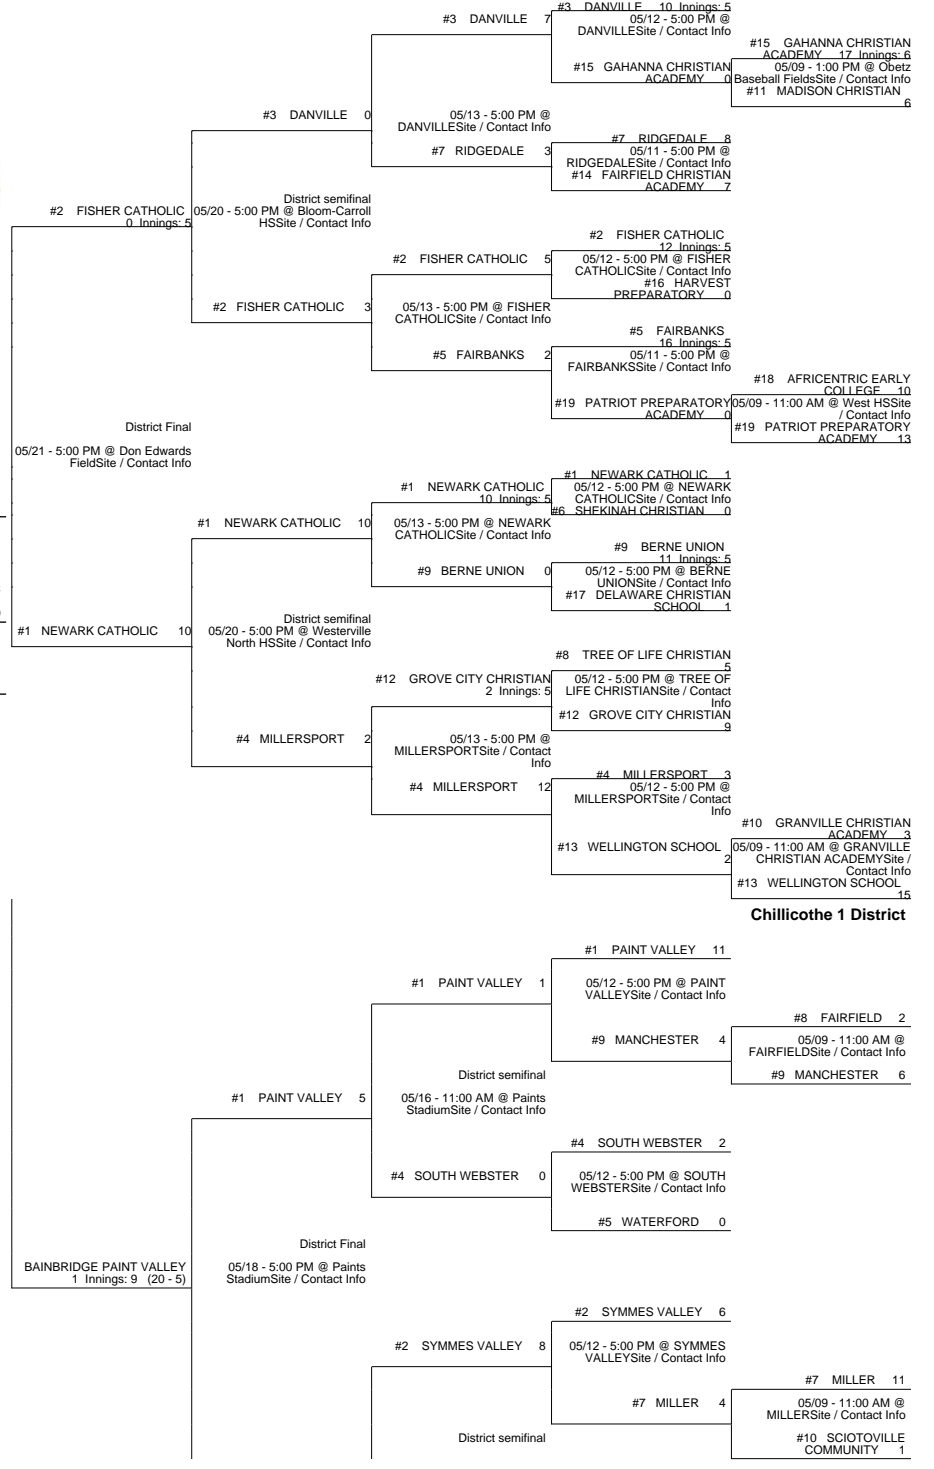 #3 DANVILLE 10 Innings: 5
#3 DANVILLE 7
05/12 - 5:00 PM @
DANVILLESite / Contact Info
#15 GAHANNA CHRISTIAN
ACADEMY 17 Innings: 6
#15 GAHANNA CHRISTIAN
ACADEMY 0
05/09 - 1:00 PM @ Obetz
Baseball FieldsSite / Contact Info
#11 MADISON CHRISTIAN
6
#3 DANVILLE 0
05/13 - 5:00 PM @
DANVILLESite / Contact Info
#7 RIDGEDALE 8
#7 RIDGEDALE 3
05/11 - 5:00 PM @
RIDGEDALESite / Contact Info
#14 FAIRFIELD CHRISTIAN
ACADEMY 7
#2 FISHER CATHOLIC
0 Innings: 5
District semifinal
05/20 - 5:00 PM @ Bloom-Carroll
HSSite / Contact Info
#2 FISHER CATHOLIC
12 Innings: 5
#2 FISHER CATHOLIC 5
05/12 - 5:00 PM @ FISHER
CATHOLICSite / Contact Info
#16 HARVEST
PREPARATORY 0
#2 FISHER CATHOLIC 3
05/13 - 5:00 PM @ FISHER
CATHOLICSite / Contact Info
#5 FAIRBANKS
16 Innings: 5
#5 FAIRBANKS 2
05/11 - 5:00 PM @
FAIRBANKSSite / Contact Info
#18 AFRICENTRIC EARLY
COLLEGE 10
#19 PATRIOT PREPARATORY
ACADEMY 0
05/09 - 11:00 AM @ West HSSite
/ Contact Info
#19 PATRIOT PREPARATORY
ACADEMY 13
District Final
05/21 - 5:00 PM @ Don Edwards
FieldSite / Contact Info
#1 NEWARK CATHOLIC 1
#1 NEWARK CATHOLIC
10 Innings: 5
05/12 - 5:00 PM @ NEWARK
CATHOLICSite / Contact Info
#6 SHEKINAH CHRISTIAN 0
#1 NEWARK CATHOLIC 10
05/13 - 5:00 PM @ NEWARK
CATHOLICSite / Contact Info
#9 BERNE UNION
11 Innings: 5
#9 BERNE UNION 0
05/12 - 5:00 PM @ BERNE
UNIONSite / Contact Info
#17 DELAWARE CHRISTIAN
SCHOOL 1
#1 NEWARK CATHOLIC 10
District semifinal
05/20 - 5:00 PM @ Westerville
North HSSite / Contact Info
#8 TREE OF LIFE CHRISTIAN
5
#12 GROVE CITY CHRISTIAN
2 Innings: 5
05/12 - 5:00 PM @ TREE OF
LIFE CHRISTIANSite / Contact
Info
#12 GROVE CITY CHRISTIAN
9
#4 MILLERSPORT 2
05/13 - 5:00 PM @
MILLERSPORTSite / Contact
Info
#4 MILLERSPORT 3
#4 MILLERSPORT 12
05/12 - 5:00 PM @
MILLERSPORTSite / Contact
Info
#10 GRANVILLE CHRISTIAN
ACADEMY 3
#13 WELLINGTON SCHOOL
2
05/09 - 11:00 AM @ GRANVILLE
CHRISTIAN ACADEMYSite /
Contact Info
#13 WELLINGTON SCHOOL
15
Chillicothe 1 District
#1 PAINT VALLEY 11
#1 PAINT VALLEY 1
05/12 - 5:00 PM @ PAINT
VALLEYSite / Contact Info
#8 FAIRFIELD 2
#9 MANCHESTER 4
05/09 - 11:00 AM @
FAIRFIELDSite / Contact Info
#9 MANCHESTER 6
District semifinal
#1 PAINT VALLEY 5
05/16 - 11:00 AM @ Paints
StadiumSite / Contact Info
#4 SOUTH WEBSTER 2
#4 SOUTH WEBSTER 0
05/12 - 5:00 PM @ SOUTH
WEBSTERSite / Contact Info
#5 WATERFORD 0
District Final
BAINBRIDGE PAINT VALLEY
1 Innings: 9 (20 - 5)
05/18 - 5:00 PM @ Paints
StadiumSite / Contact Info
#2 SYMMES VALLEY 6
#2 SYMMES VALLEY 8
05/12 - 5:00 PM @ SYMMES
VALLEYSite / Contact Info
#7 MILLER 11
#7 MILLER 4
05/09 - 11:00 AM @
MILLERSite / Contact Info
#10 SCIOTOVILLE
COMMUNITY 1
District semifinal